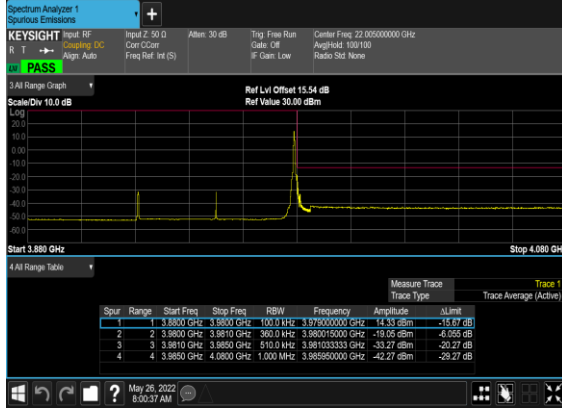 Spectrum Analyzer 1
Spurious Emissions
+
KEYSIGHT Input: RF Input Z: 50 Ω Atten: 30 dB Trig: Free Run Center Freq: 22.005000000 GHz
R T Coupling: DC Corr CCorr Gate: Off Avg|Hold: 100/100
Align: Auto Freq Ref: Int (S) IF Gain: Low Radio Std: None
PASS
3 All Range Graph
Ref Lvl Offset 15.54 dB
Scale/Div 10.0 dB Ref Value 30.00 dBm
Log
20.0
10.0
0.00
-10.0
-20.0
-30.0
-40.0
-50.0
-60.0
Start 3.880 GHz Stop 4.080 GH
4 All Range Table
Measure Trace Trace 1
Trace Type Trace Average (Active)
Spur Range Start Freq Stop Freq RBW Frequency Amplitude ΔLimit
1 1 3.8800 GHz 3.9800 GHz 100.0 kHz 3.979000000 GHz 14.33 dBm -15.67 dB
2 2 3.9800 GHz 3.9810 GHz 360.0 kHz 3.980015000 GHz -19.05 dBm -6.055 dB
3 3 3.9810 GHz 3.9850 GHz 510.0 kHz 3.981033333 GHz -33.27 dBm -20.27 dB
4 4 3.9850 GHz 4.0800 GHz 1.000 MHz 3.985950000 GHz -42.27 dBm -29.27 dB
? May 26, 2022
8:00:37 AM